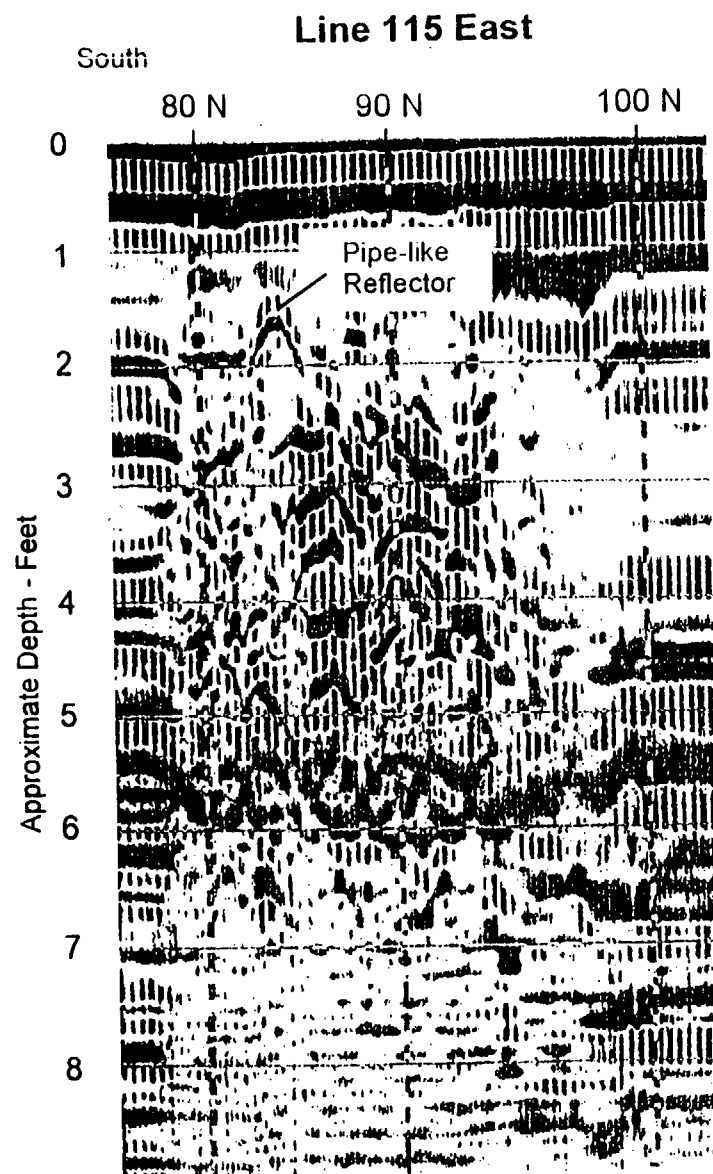 Line 115 East
South
80 N
90 N
100 N
0
1
Pipe-like
Reflector
2
3
4
5
6
7
8
Approximate Depth - Feet